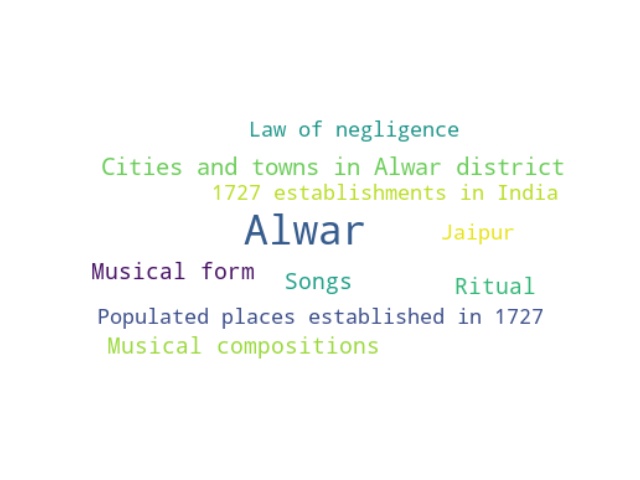 Law of negligence
Cities and towns in Alwar district
1727 establishments in India
Alwar
Jaipur
Musical form
Songs
Ritual
Populated places established in 1727
Musical compositions